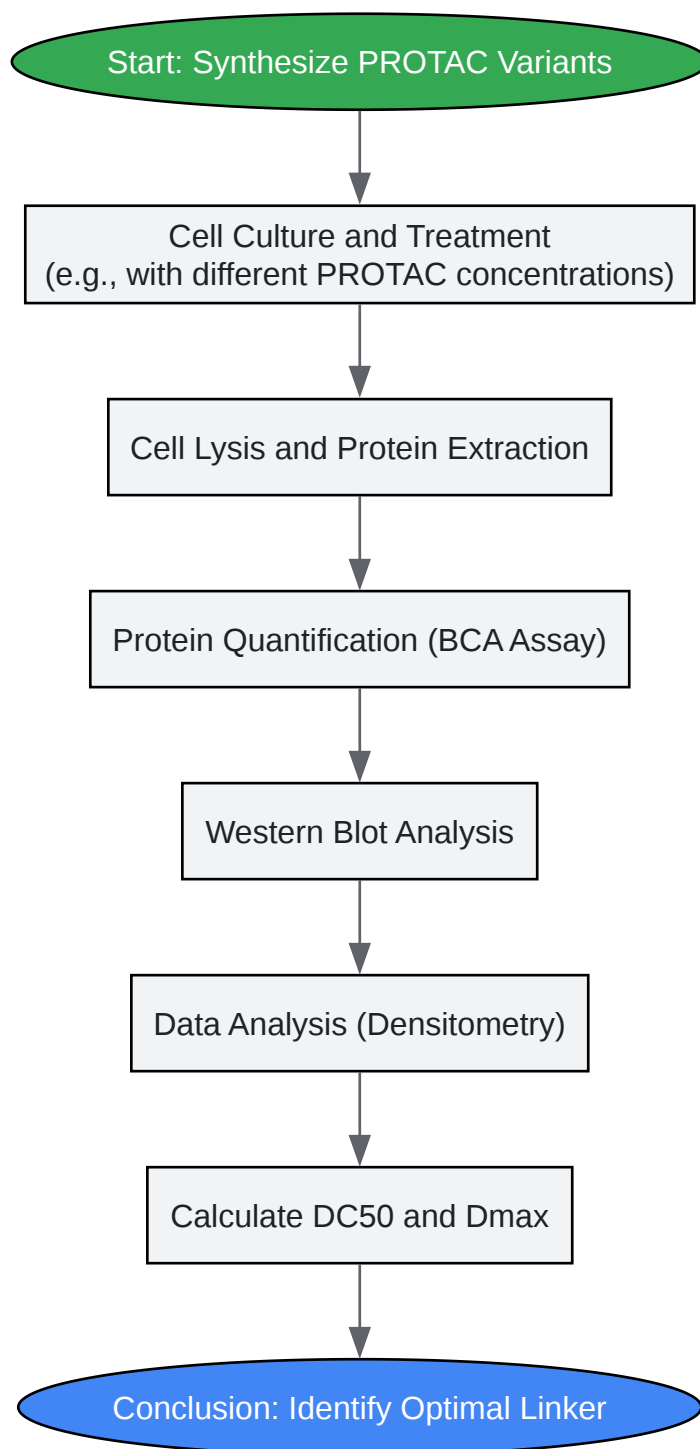 Start: Synthesize PROTAC Variants
Cell Culture and Treatment
(e.g., with different PROTAC concentrations)
Cell Lysis and Protein Extraction
Protein Quantification (BCA Assay)
Western Blot Analysis
Data Analysis (Densitometry)
Calculate DC50 and Dmax
Conclusion: Identify Optimal Linker